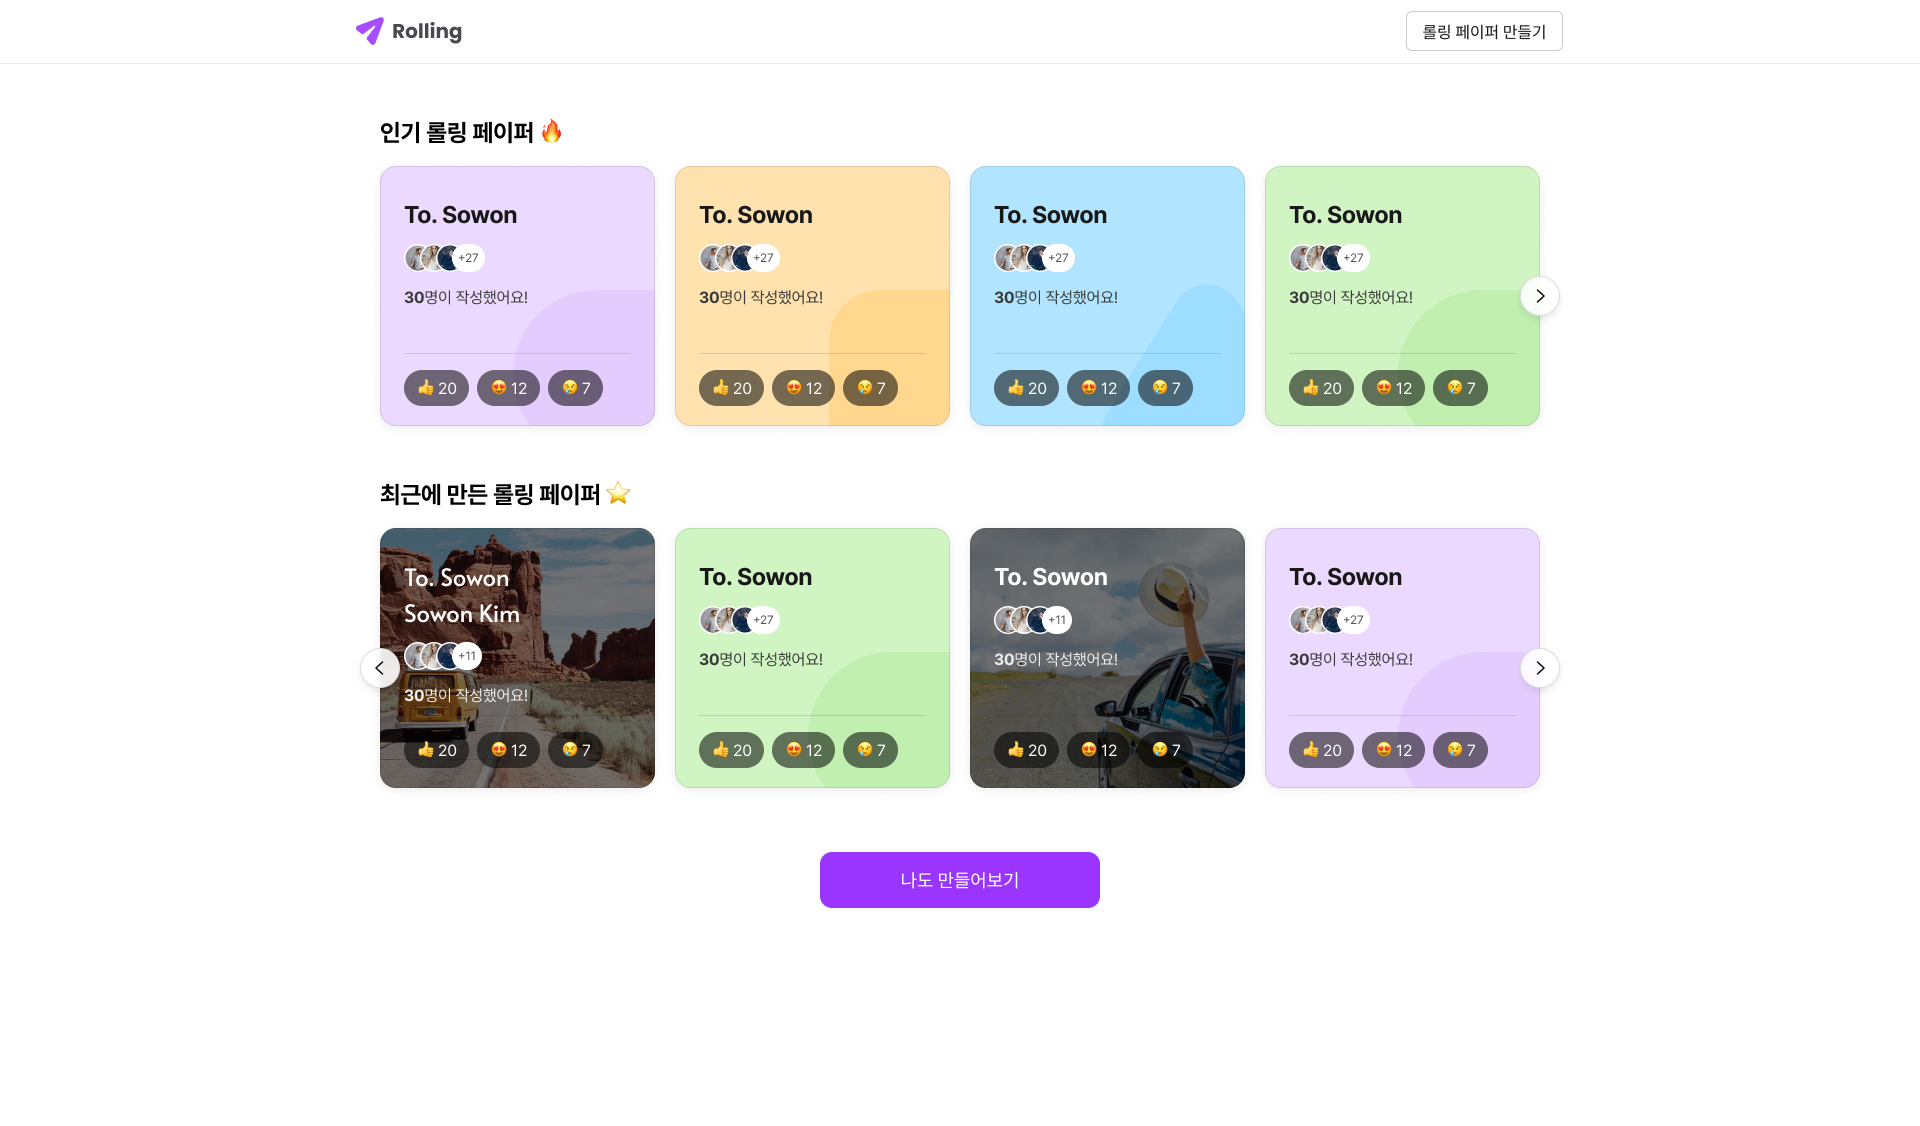 Rolling
롤링 페이퍼 만들기
인기 롤링 페이퍼 🔥
To. Sowon
+27
30명이 작성했어요!
👍 20 😍 12 😢 7
To. Sowon
+27
30명이 작성했어요!
👍 20 😍 12 😢 7
To. Sowon
+27
30명이 작성했어요!
👍 20 😍 12 😢 7
To. Sowon
+27
30명이 작성했어요!
👍 20 😍 12 😢 7
최근에 만든 롤링 페이퍼 ⭐
To. Sowon
Sowon Kim
+11
30명이 작성했어요!
👍 20 😍 12 😢 7
To. Sowon
+27
30명이 작성했어요!
👍 20 😍 12 😢 7
To. Sowon
+11
30명이 작성했어요!
👍 20 😍 12 😢 7
To. Sowon
+27
30명이 작성했어요!
👍 20 😍 12 😢 7
나도 만들어보기